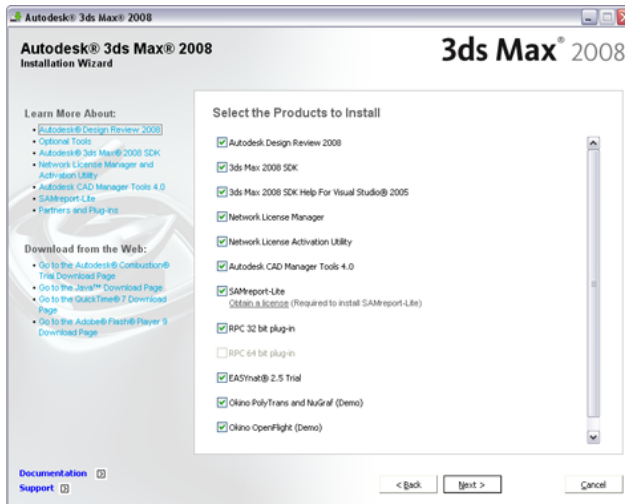 Autodesk® 3ds Max® 2008
Autodesk® 3ds Max® 2008
Installation Wizard
3ds Max® 2008
Learn More About:
Autodesk® Design Review 2008
Optional Tools
Autodesk® 3ds Max® 2008 SDK
Network License Manager and
Activation Utility
Autodesk CAD Manager Tools 4.0
SAMreport-Lite
Partners and Plug-ins
Download from the Web:
Go to the Autodesk® Combustion®
Trial Download Page
Go to the Java™ Download Page
Go to the QuickTime® 7 Download
Page
Go to the Adobe® Flash® Player 9
Download Page
Select the Products to Install
Autodesk Design Review 2008
3ds Max 2008 SDK
3ds Max 2008 SDK Help For Visual Studio® 2005
Network License Manager
Network License Activation Utility
Autodesk CAD Manager Tools 4.0
SAMreport-Lite
Obtain a license (Required to install SAMreport-Lite)
RPC 32 bit plug-in
RPC 64 bit plug-in
EASYnat® 2.5 Trial
Okino PolyTrans and NuGraf (Demo)
Okino OpenFlight (Demo)
Documentation
Support
< Back
Next >
Cancel